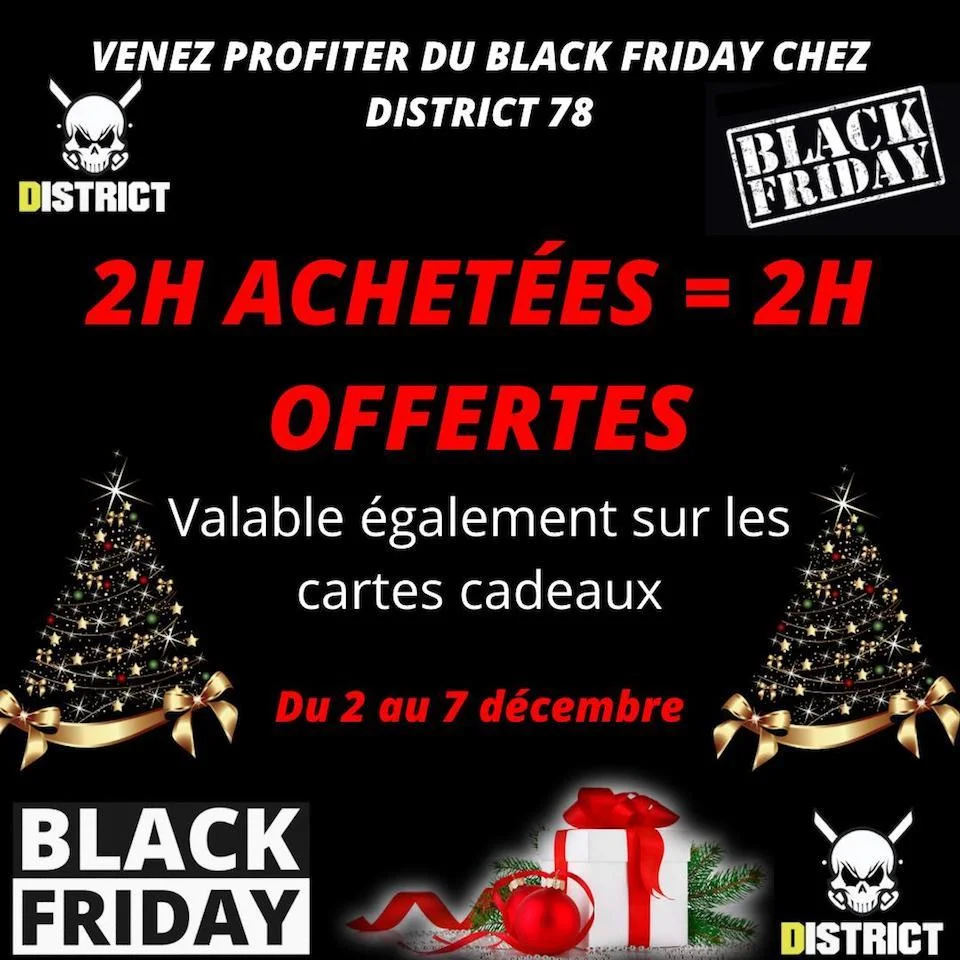 VENEZ PROFITER DU BLACK FRIDAY CHEZ
DISTRICT 78
DISTRICT
BLACK
FRIDAY
2H ACHETÉES = 2H
OFFERTES
Valable également sur les
cartes cadeaux
Du 2 au 7 décembre
BLACK
FRIDAY
DISTRICT